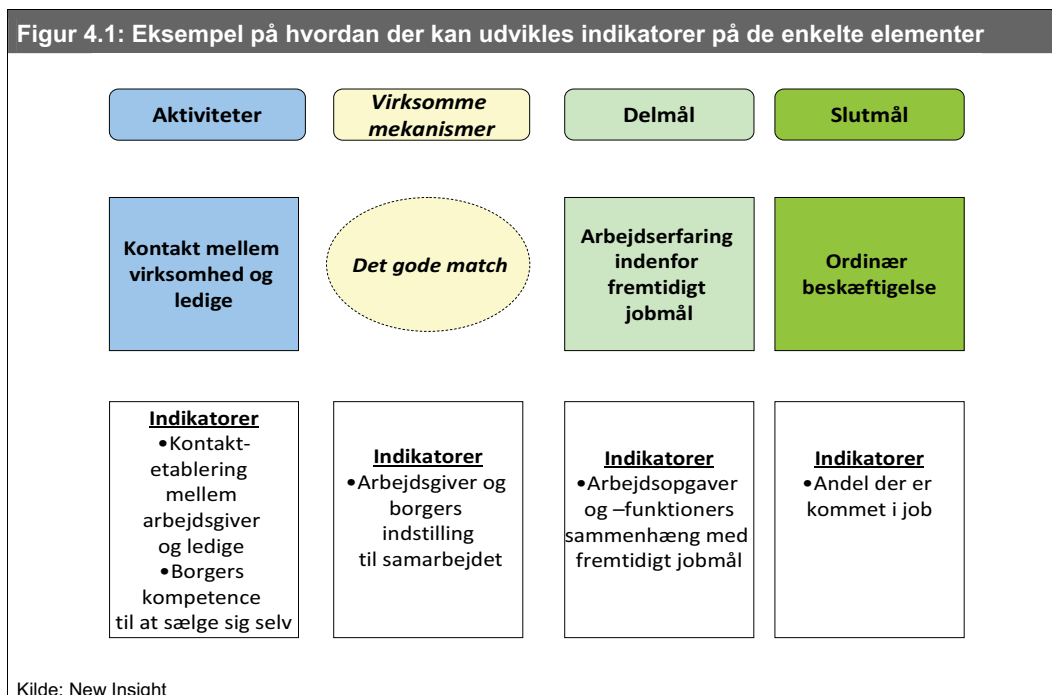 Figur 4.1: Eksempel på hvordan der kan udvikles indikatorer på de enkelte elementer
Aktiviteter
Virksomme
mekanismer
Delmål
Slutmål
Kontakt mellem
virksomhed og
ledige
Det gode match
Arbejdserfaring
indenfor
fremtidigt
jobmål
Ordinær
beskæftigelse
Indikatorer
•Kontakt-
etablering
mellem
arbejdsgiver
og ledige
•Borgers
kompetence
til at sælge sig selv
Indikatorer
•Arbejdsgiver og
borgers
indstilling
til samarbejdet
Indikatorer
•Arbejdsopgaver
og –funktioners
sammenhæng med
fremtidigt jobmål
Indikatorer
•Andel der er
kommet i job
Kilde: New Insight